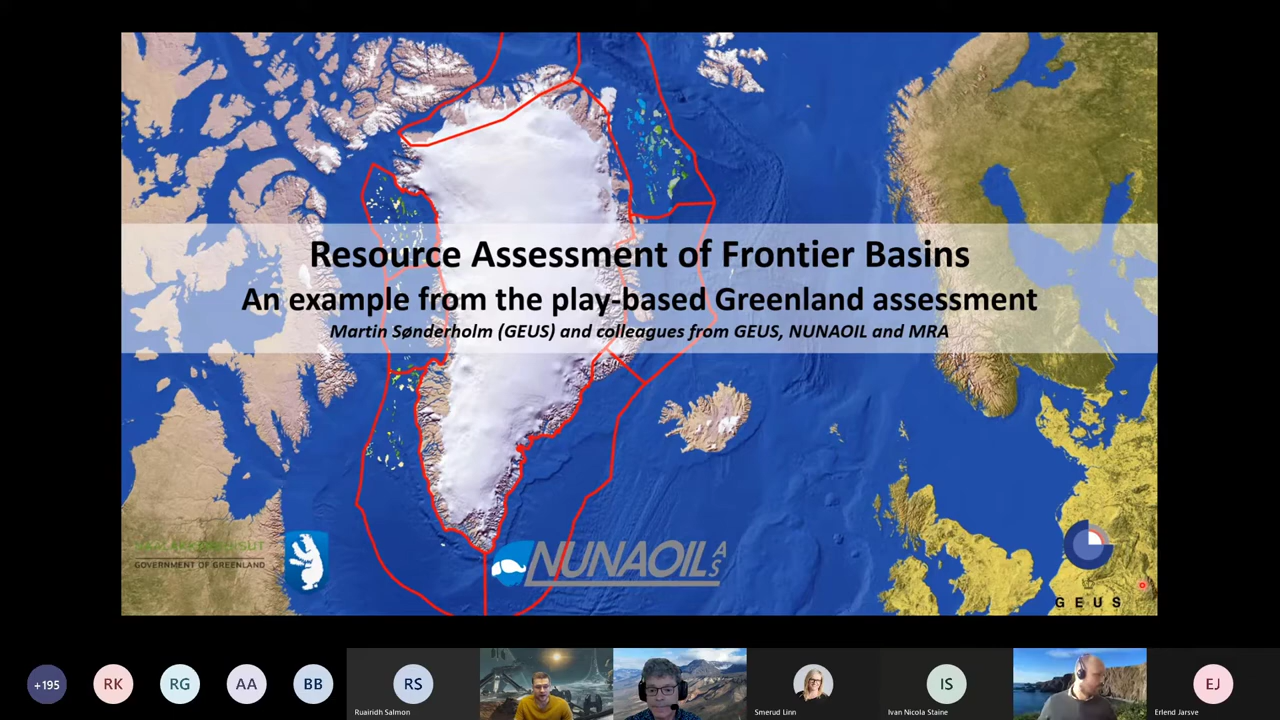 Resource Assessment of Frontier Basins
An example from the play-based Greenland assessment
Martin Sønderholm (GEUS) and colleagues from GEUS, NUNAOIL and MRA
GOVERNMENT OF GREENLAND
NUNAOIL A S
G E U S
+195
RK
RG
AA
BB
RS
Ruairidh Salmon
Smerud Linn
IS
Ivan Nicola Staine
EJ
Erlend Jarsve